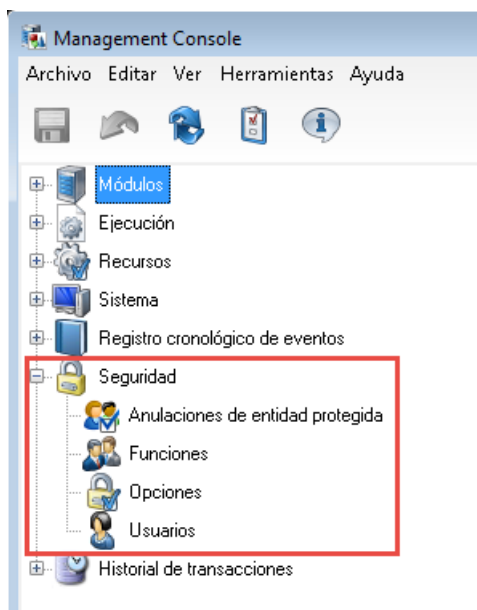 Management Console
Archivo Editar Ver Herramientas Ayuda
Módulos
Ejecución
Recursos
Sistema
Registro cronológico de eventos
Seguridad
Anulaciones de entidad protegida
Funciones
Opciones
Usuarios
Historial de transacciones